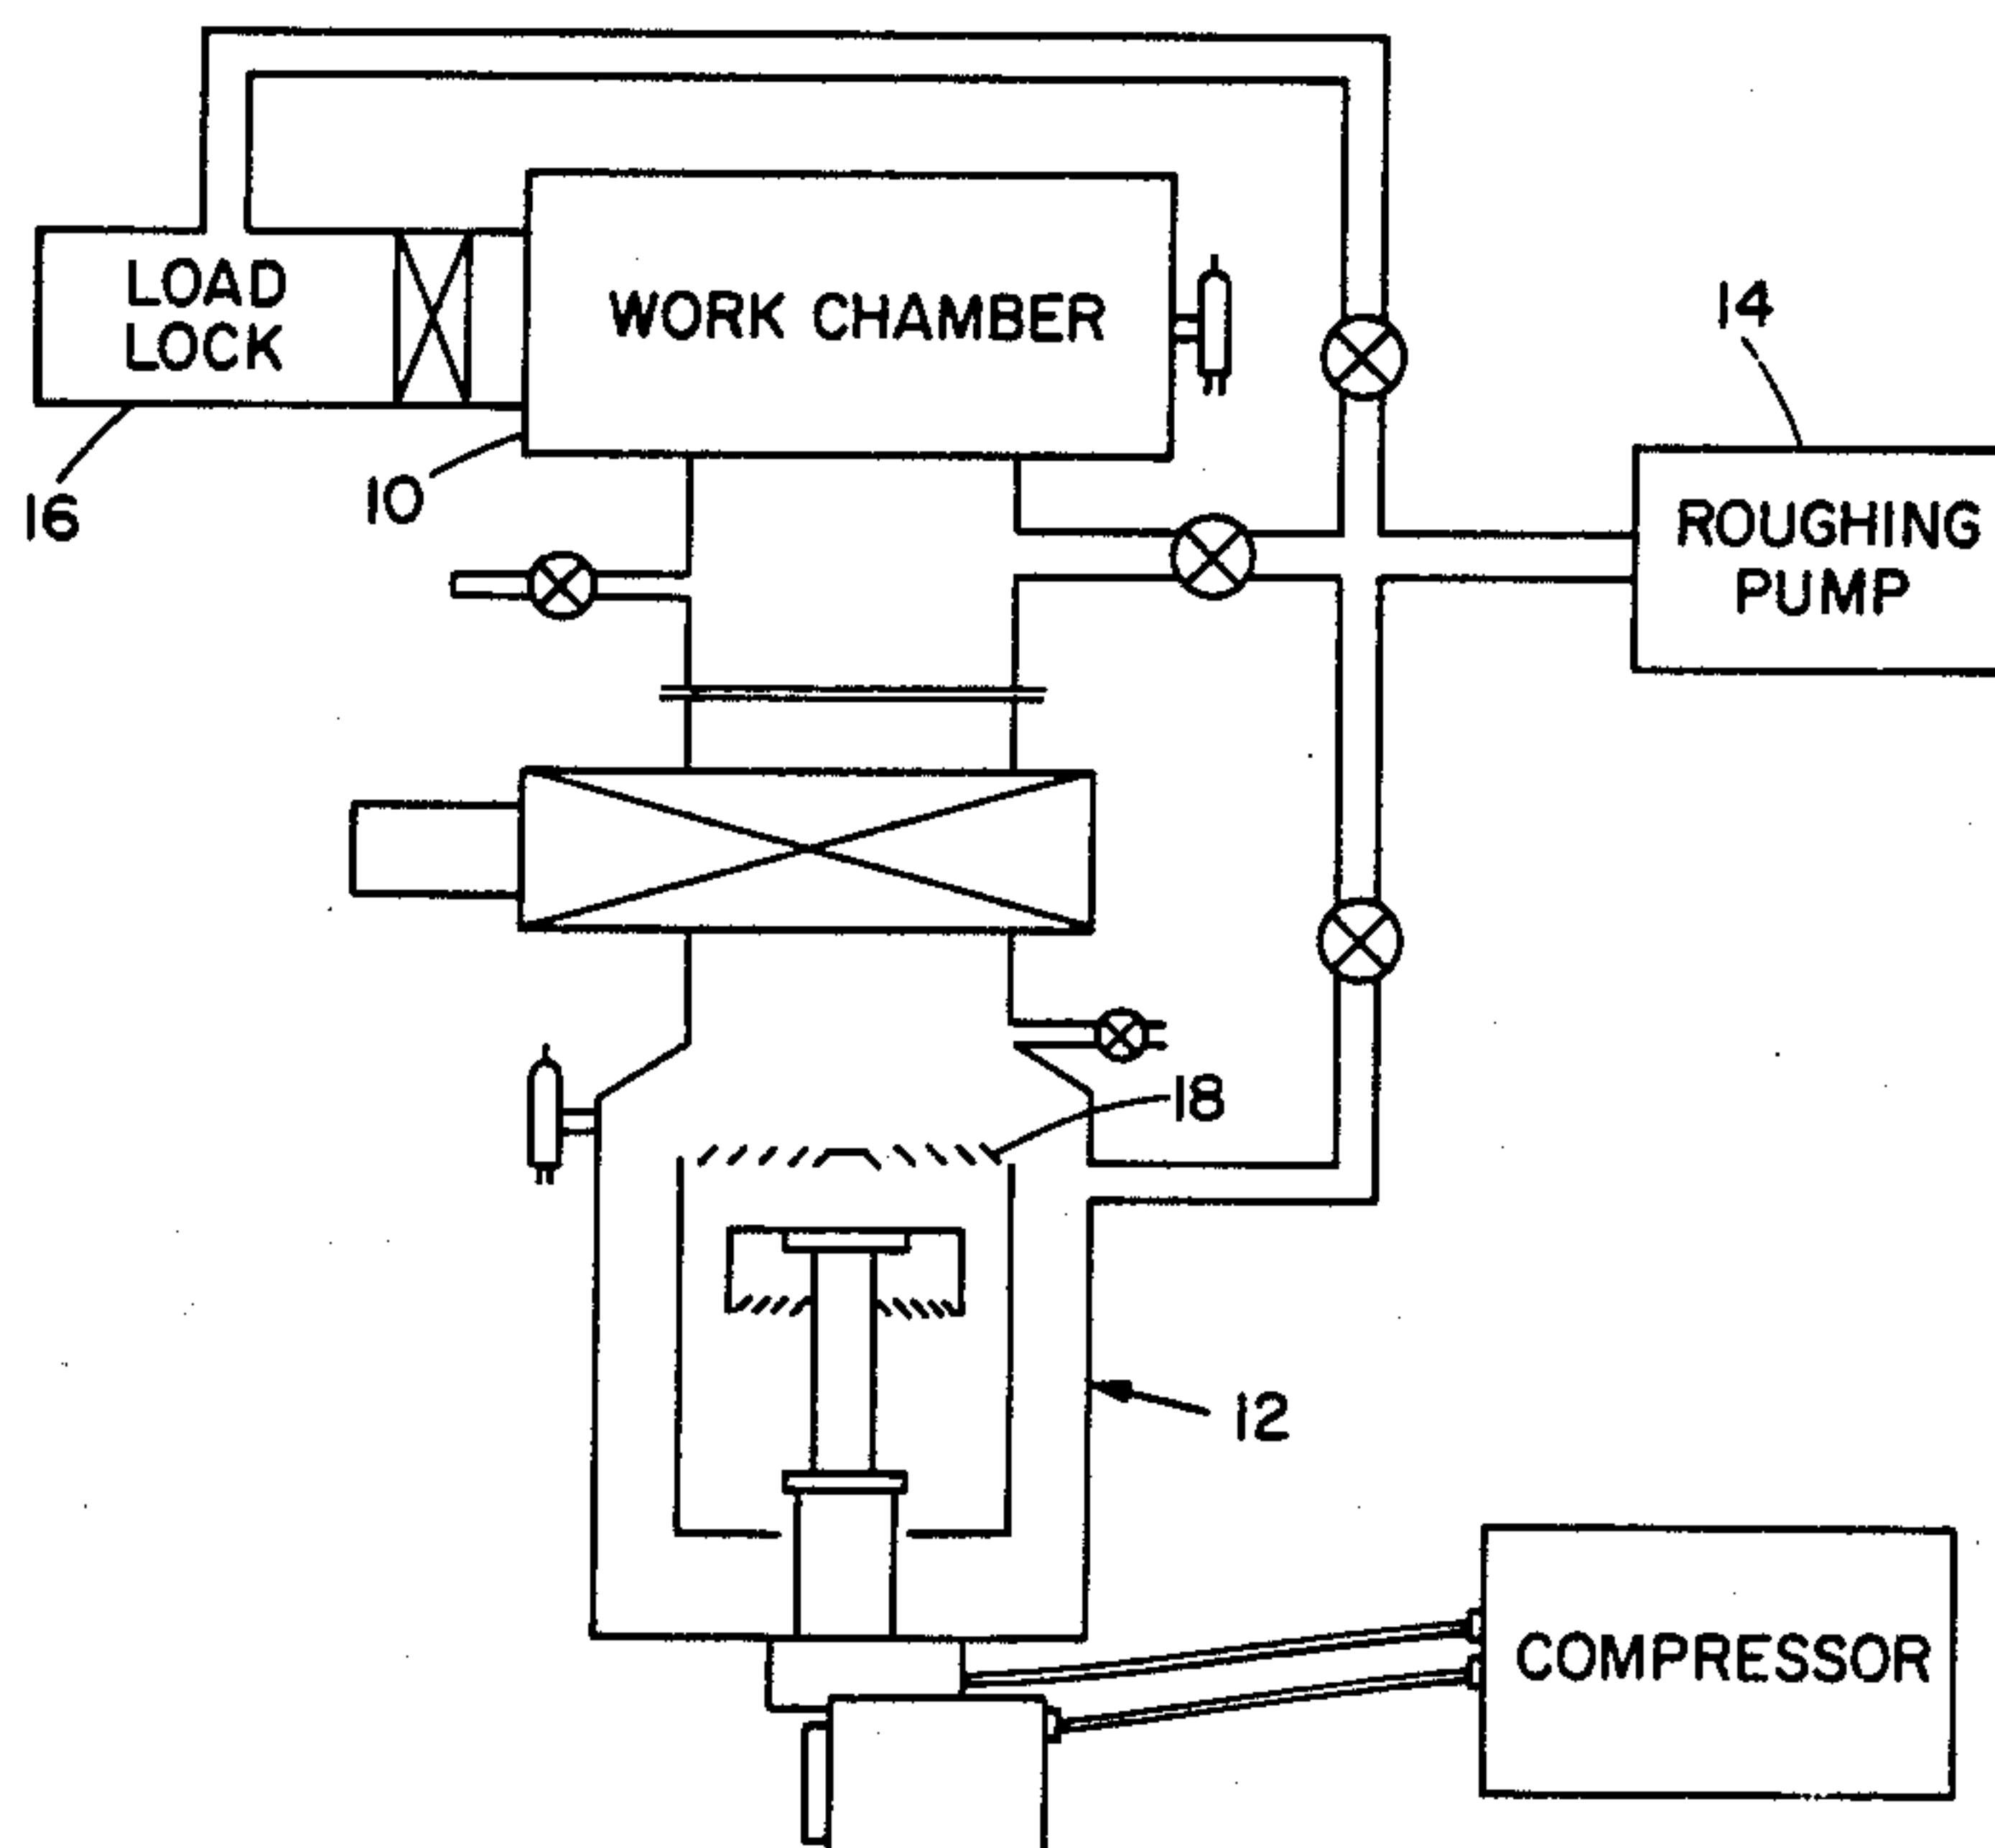 LOAD
LOCK
WORK CHAMBER
14
16
10
ROUGHING
PUMP
18
12
COMPRESSOR